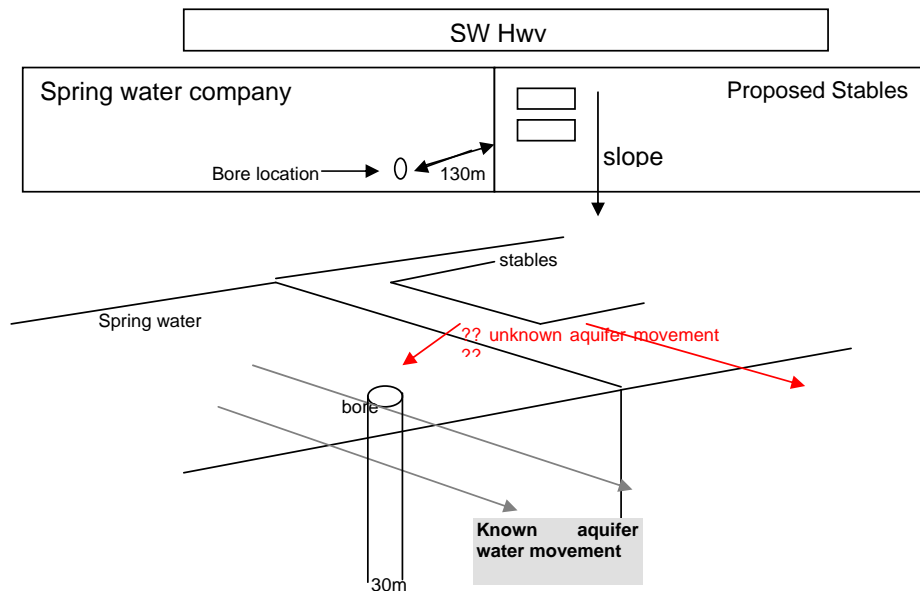 SW Hwy
Spring water company
Proposed Stables
slope
Bore location
130m
stables
Spring water
?? unknown aquifer movement
??
bore
Known aquifer
water movement
30m